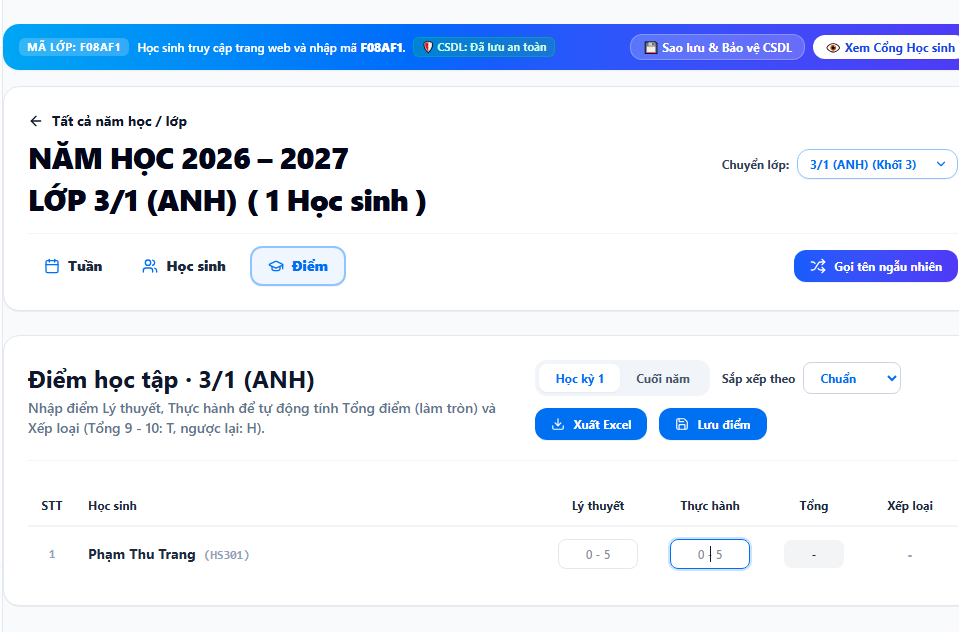 MÃ LỚP: F08AF1 Học sinh truy cập trang web và nhập mã F08AF1. CSDL: Đã lưu an toàn Sao lưu & Bảo vệ CSDL Xem Cổng Học sinh
← Tất cả năm học / lớp
NĂM HỌC 2026 – 2027
LỚP 3/1 (ANH) ( 1 Học sinh )
Chuyển lớp: 3/1 (ANH) (Khối 3)
Tuần Học sinh Điểm Gọi tên ngẫu nhiên
Điểm học tập · 3/1 (ANH)
Nhập điểm Lý thuyết, Thực hành để tự động tính Tổng điểm (làm tròn) và
Xếp loại (Tổng 9 - 10: T, ngược lại: H).
Học kỳ 1 Cuối năm Sắp xếp theo Chuẩn
Xuất Excel Lưu điểm
STT Học sinh Lý thuyết Thực hành Tổng Xếp loại
1 Phạm Thu Trang (HS301) 0 - 5 0 - 5 - -